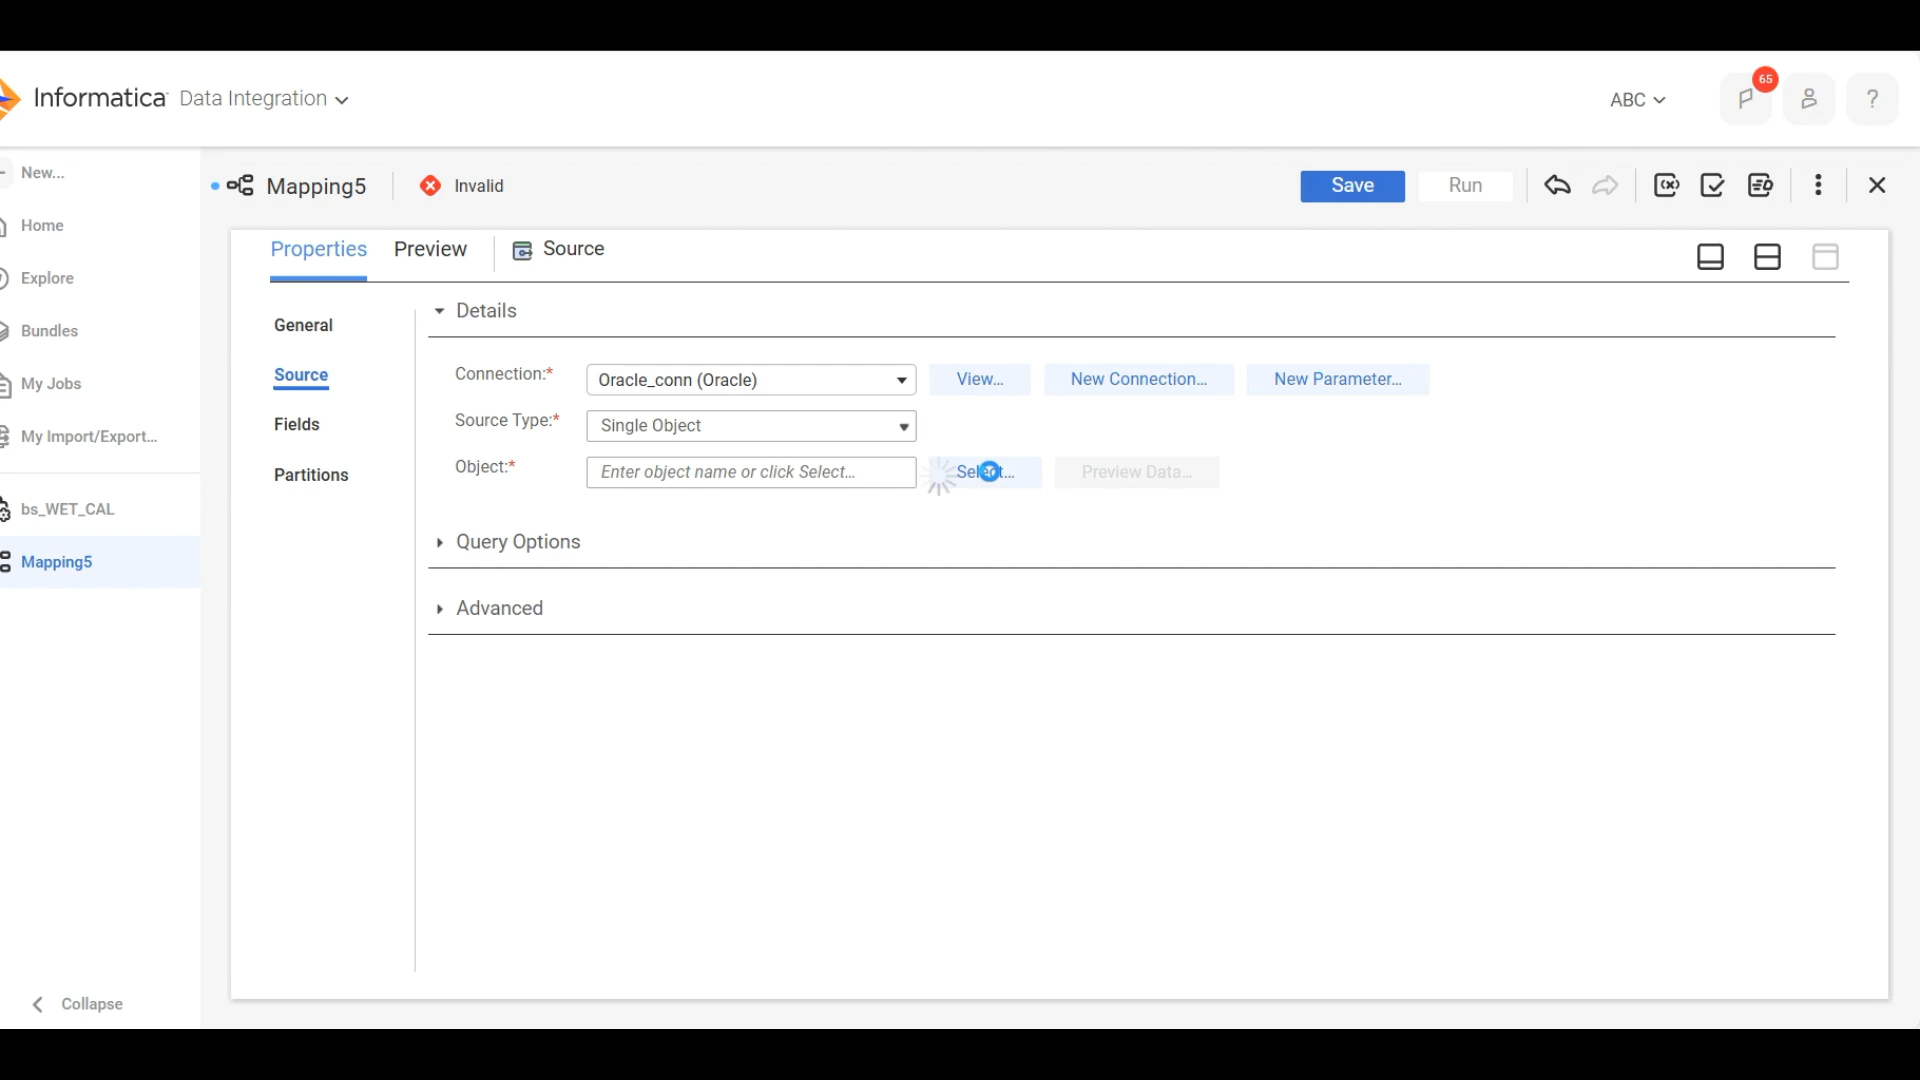 Informatica Data Integration
ABC
65
?
New...
Home
Explore
Bundles
My Jobs
My Import/Export...
bs_WET_CAL
Mapping5
Collapse
Mapping5
Invalid
Save
Run
Properties
Preview
Source
General
Source
Fields
Partitions
Details
Connection:*
Oracle_conn (Oracle)
View...
New Connection...
New Parameter...
Source Type:*
Single Object
Object:*
Enter object name or click Select...
Select...
Preview Data...
Query Options
Advanced